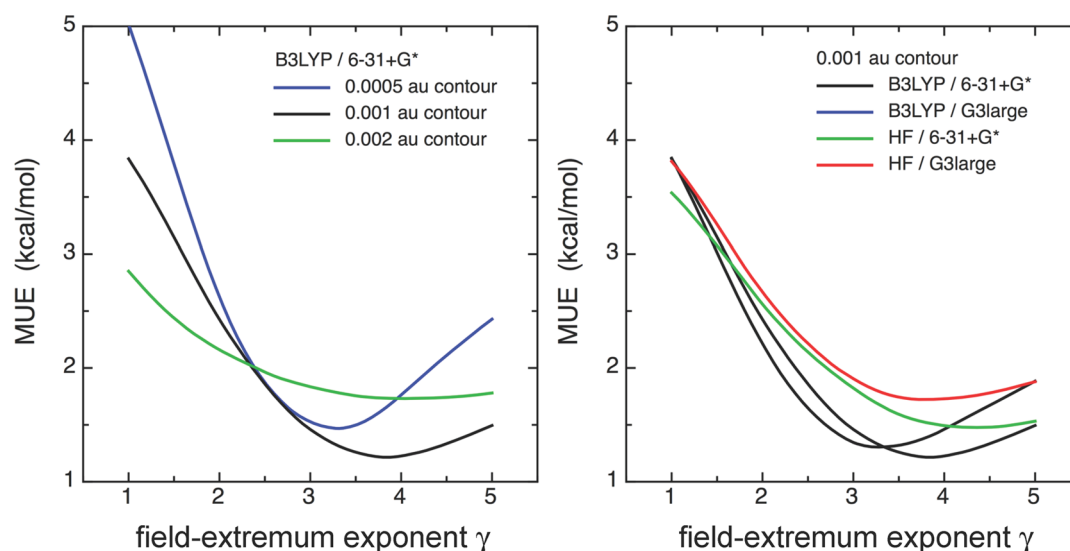 5
4
3
2
1
MUE (kcal/mol)
B3LYP / 6-31+G*
0.0005 au contour
0.001 au contour
0.002 au contour
1 2 3 4 5
field-extremum exponent γ
5
4
3
2
1
MUE (kcal/mol)
0.001 au contour
B3LYP / 6-31+G*
B3LYP / G3large
HF / 6-31+G*
HF / G3large
1 2 3 4 5
field-extremum exponent γ